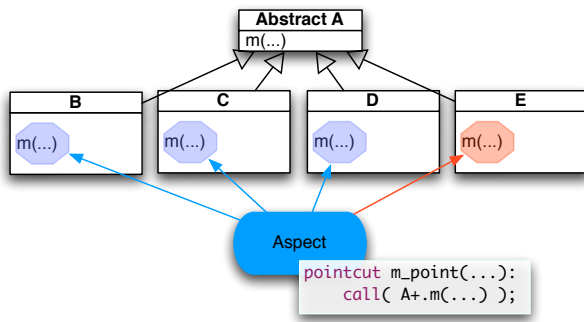 Abstract A
m(...)
B
C
D
E
m(...)
m(...)
m(...)
m(...)
Aspect
pointcut m_point(...):
call( A+.m(...) );